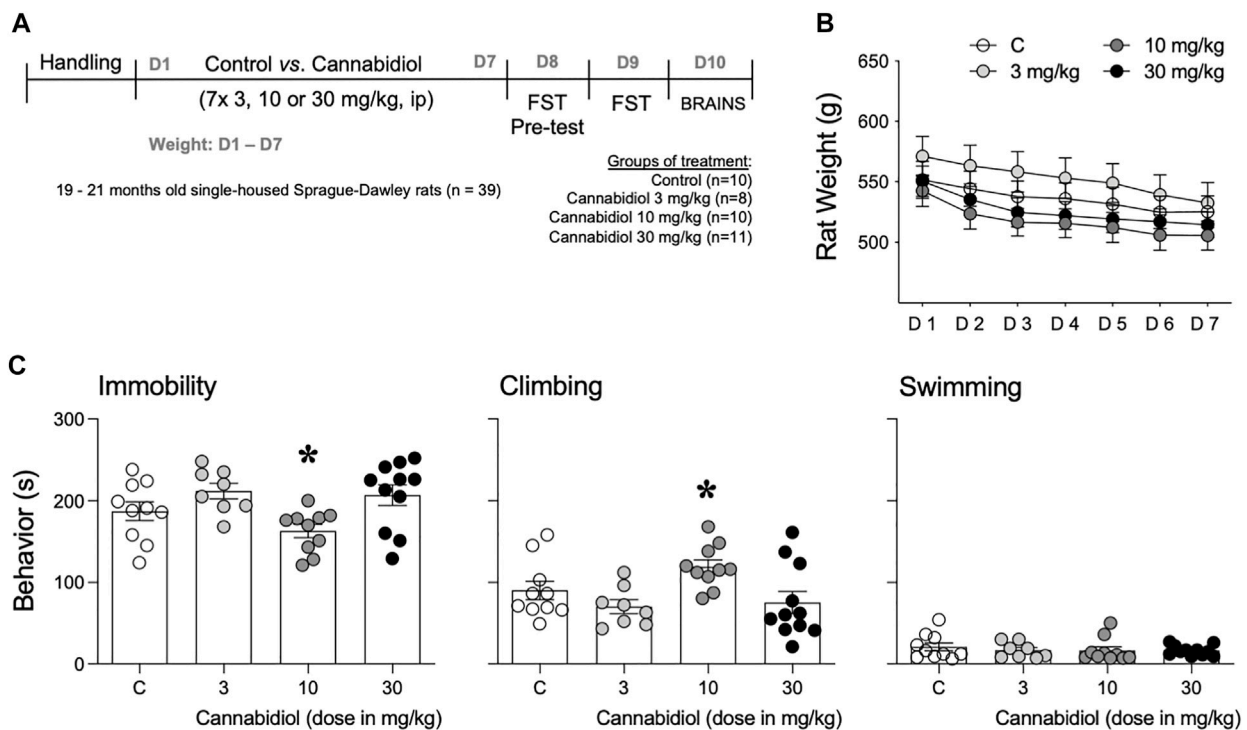 A
Handling
D1
Control vs. Cannabidiol
D7
D8
D9
D10
(7x 3, 10 or 30 mg/kg, ip)
FST
Pre-test
FST
BRAINS
Weight: D1 – D7
19 - 21 months old single-housed Sprague-Dawley rats (n = 39)
Groups of treatment:
Control (n=10)
Cannabidiol 3 mg/kg (n=8)
Cannabidiol 10 mg/kg (n=10)
Cannabidiol 30 mg/kg (n=11)
B
C
3 mg/kg
10 mg/kg
30 mg/kg
Rat Weight (g)
650
600
550
500
D 1 D 2 D 3 D 4 D 5 D 6 D 7
C
Immobility
Behavior (s)
300
200
100
0
*
C 3 10 30
Cannabidiol (dose in mg/kg)
Climbing
*
C 3 10 30
Cannabidiol (dose in mg/kg)
Swimming
C 3 10 30
Cannabidiol (dose in mg/kg)